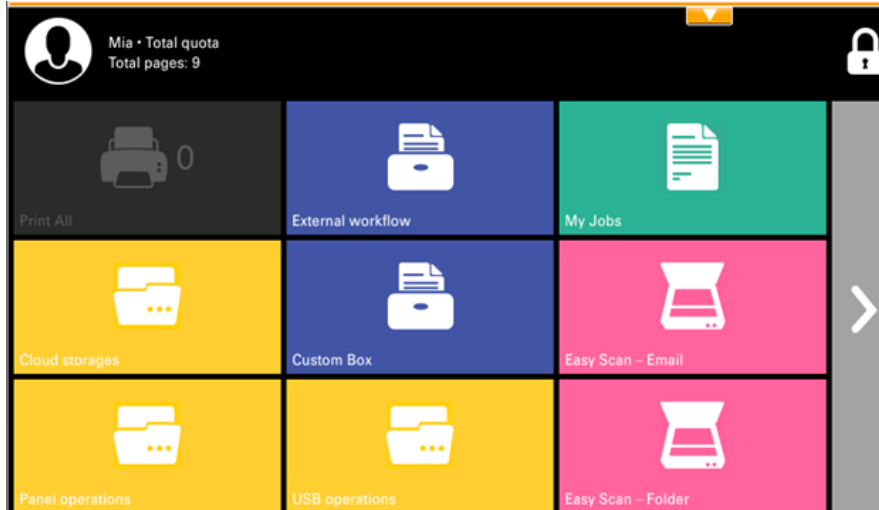 Mia • Total quota
Total pages: 9
0
Print All
External workflow
My Jobs
Cloud storages
Custom Box
Easy Scan – Email
Panel operations
USB operations
Easy Scan – Folder